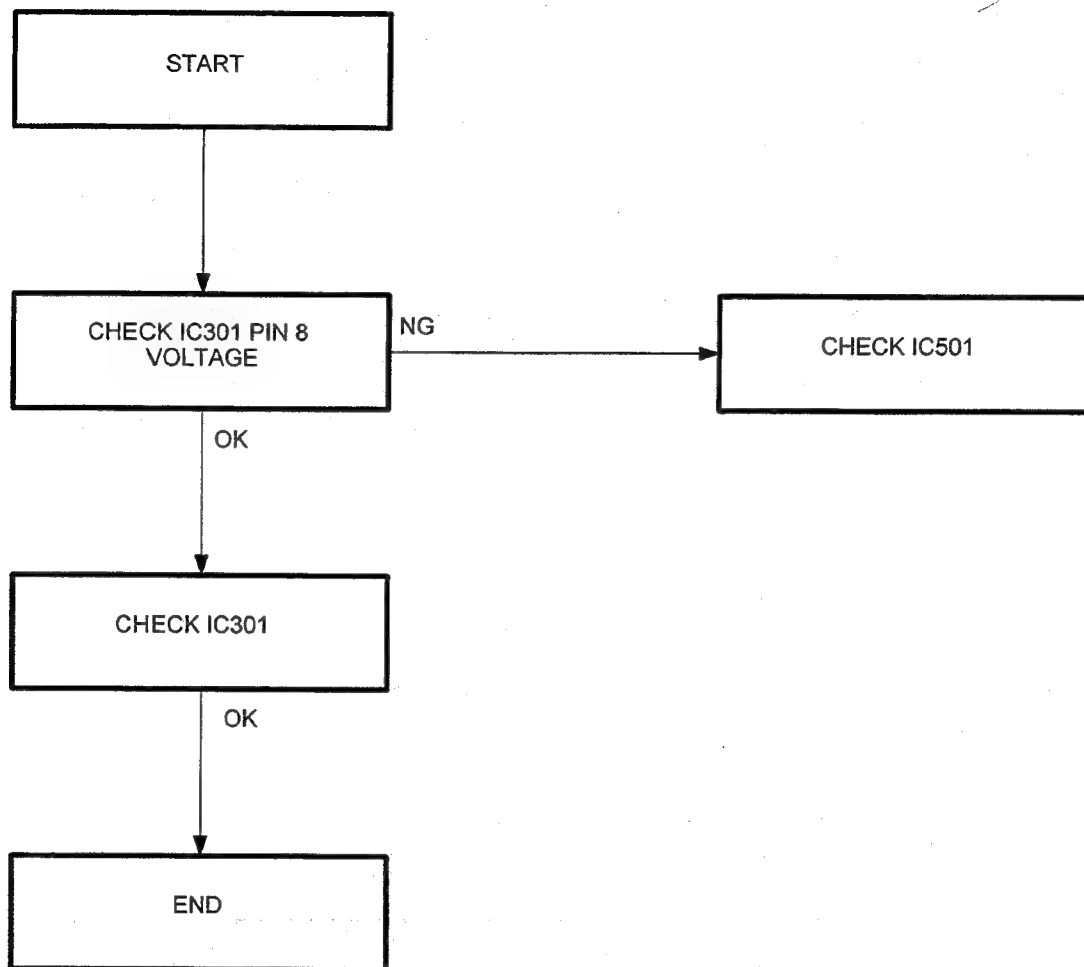 START
CHECK IC301 PIN 8
VOLTAGE
NG
CHECK IC501
OK
CHECK IC301
OK
END